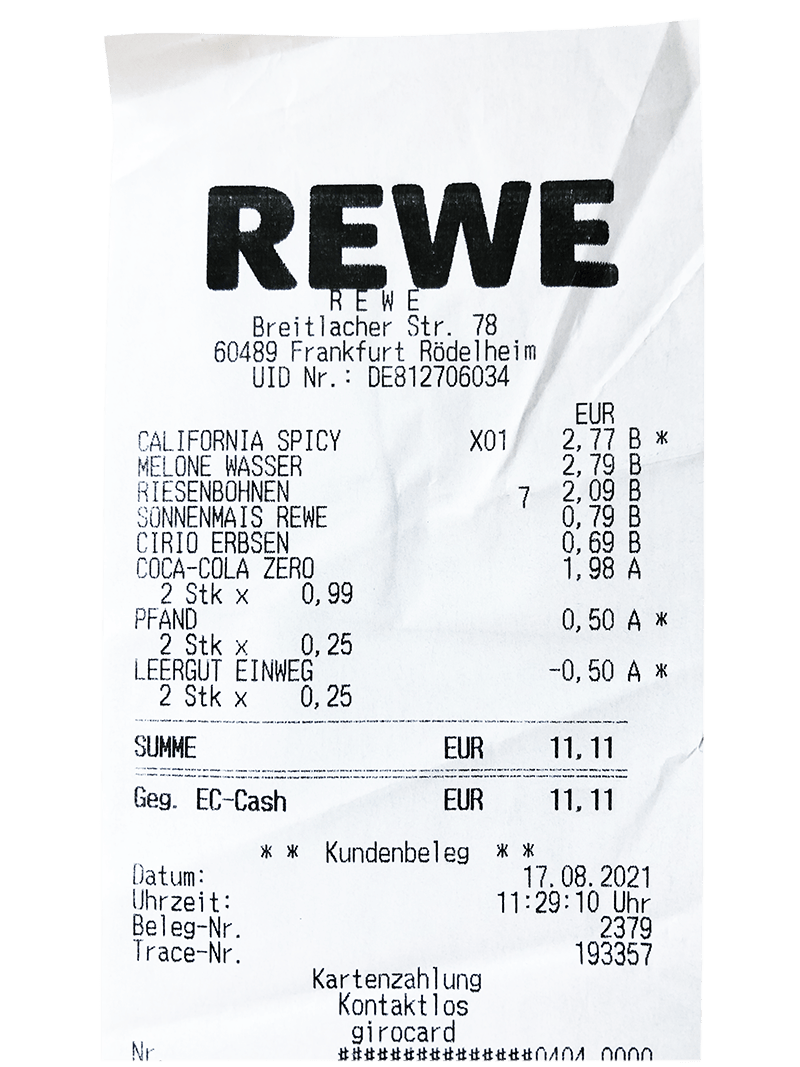 REWE
REWE
Breitlacher Str. 78
60489 Frankfurt Rödelheim
UID Nr.: DE812706034
EUR
CALIFORNIA SPICY X01 2,77 B *
MELONE WASSER 2,79 B
RIESENBOHNEN 7 2,09 B
SONNENMAIS REWE 0,79 B
CIRIO ERBSEN 0,69 B
COCA-COLA ZERO 1,98 A
2 Stk x 0,99
PFAND 0,50 A *
2 Stk x 0,25
LEERGUT EINWEG -0,50 A *
2 Stk x 0,25
SUMME EUR 11,11
Geg. EC-Cash EUR 11,11
* * Kundenbeleg * *
Datum: 17.08.2021
Uhrzeit: 11:29:10 Uhr
Beleg-Nr. 2379
Trace-Nr. 193357
Kartenzahlung
Kontaktlos
girocard
Nr. ###############0404 0000